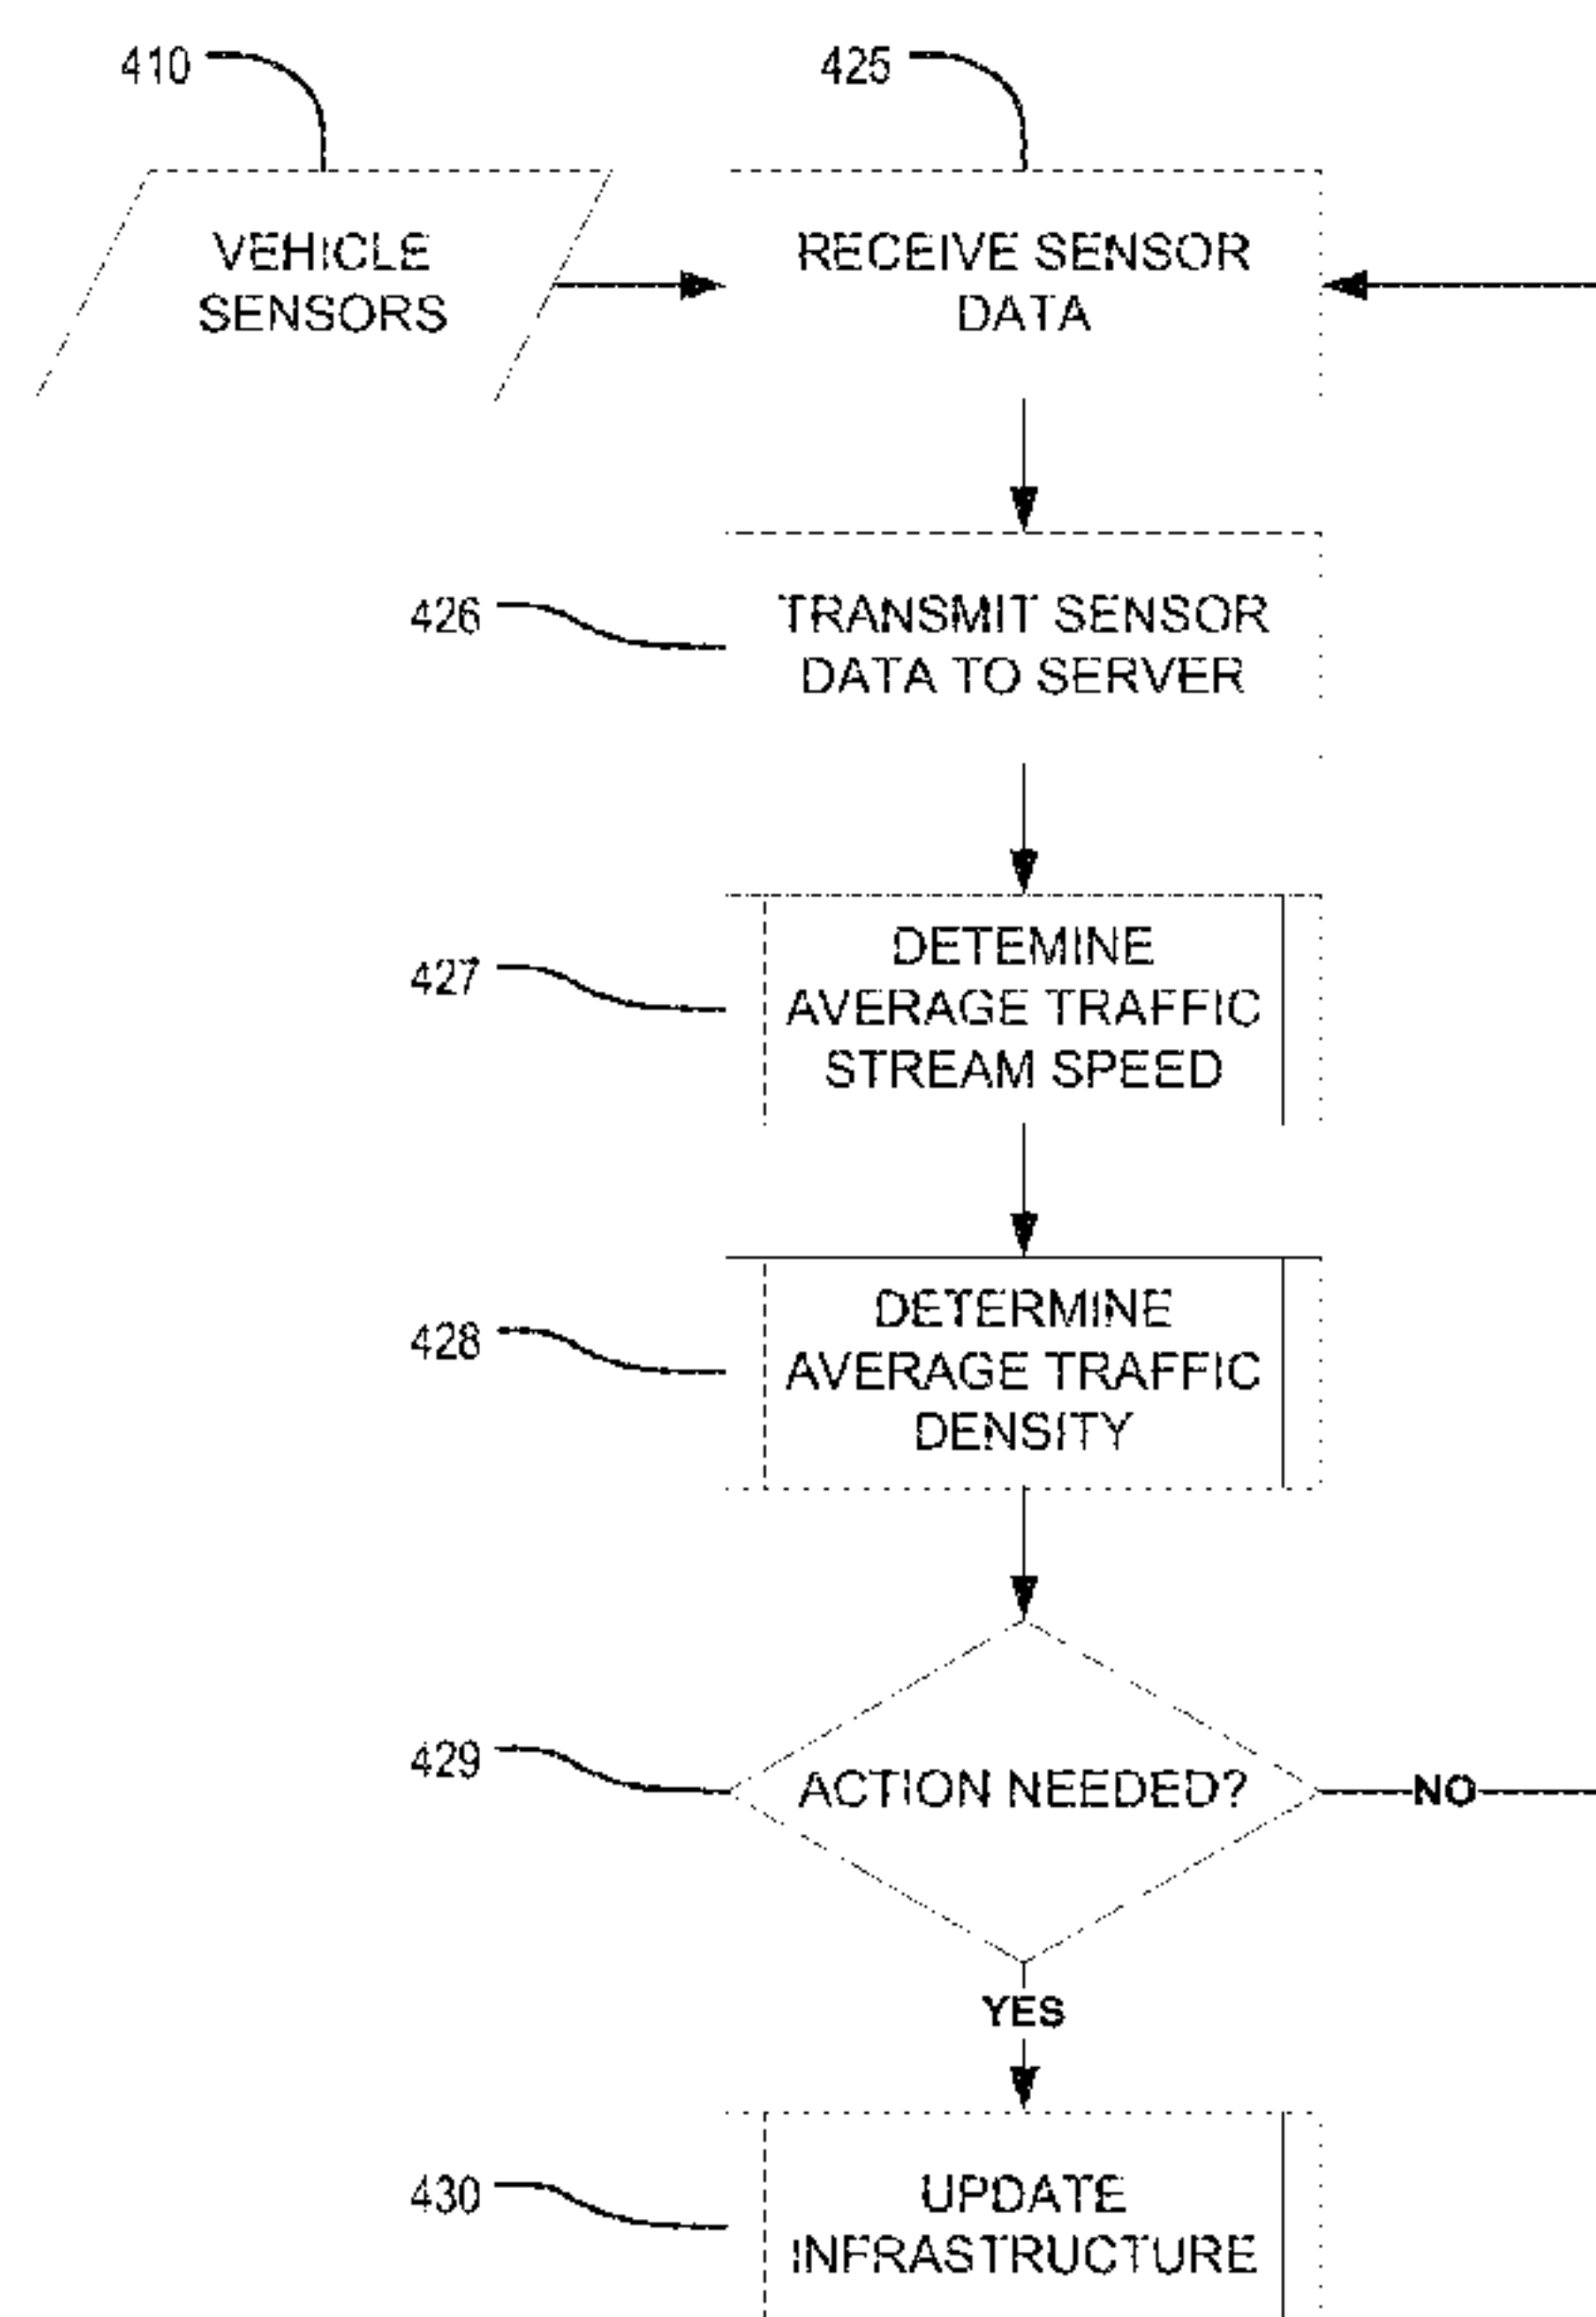 410
425
VEHICLE
SENSORS
RECEIVE SENSOR
DATA
426
TRANSMIT SENSOR
DATA TO SERVER
427
DETEMINE
AVERAGE TRAFFIC
STREAM SPEED
428
DETERMINE
AVERAGE TRAFFIC
DENSITY
429
ACTION NEEDED?
NO
YES
430
UPDATE
INFRASTRUCTURE